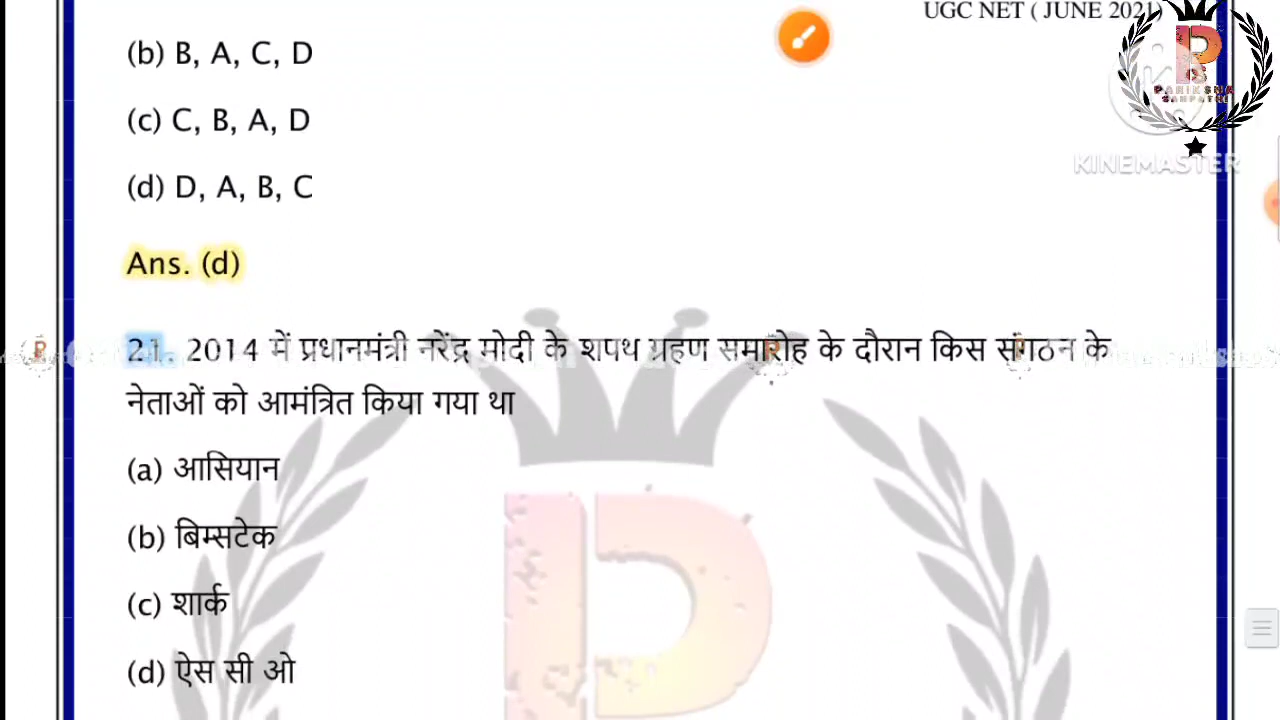 UGC NET ( JUNE 2021)
(b) B, A, C, D
PARIKSHA
KINEMASTER
(c) C, B, A, D
(d) D, A, B, C
Ans. (d)
21. 2014 में प्रधानमंत्री नरेंद्र मोदी के शपथ ग्रहण समारोह के दौरान किस संगठन के
नेताओं को आमंत्रित किया गया था
(a) आसियान
(b) बिम्सटेक
(c) शार्क
(d) ऐस सी ओ